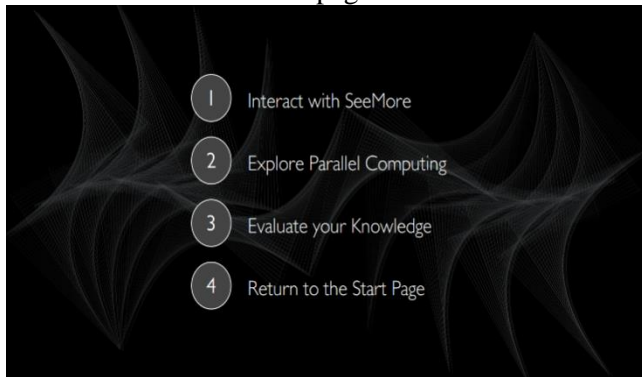 1 Interact with SeeMore
2 Explore Parallel Computing
3 Evaluate your Knowledge
4 Return to the Start Page